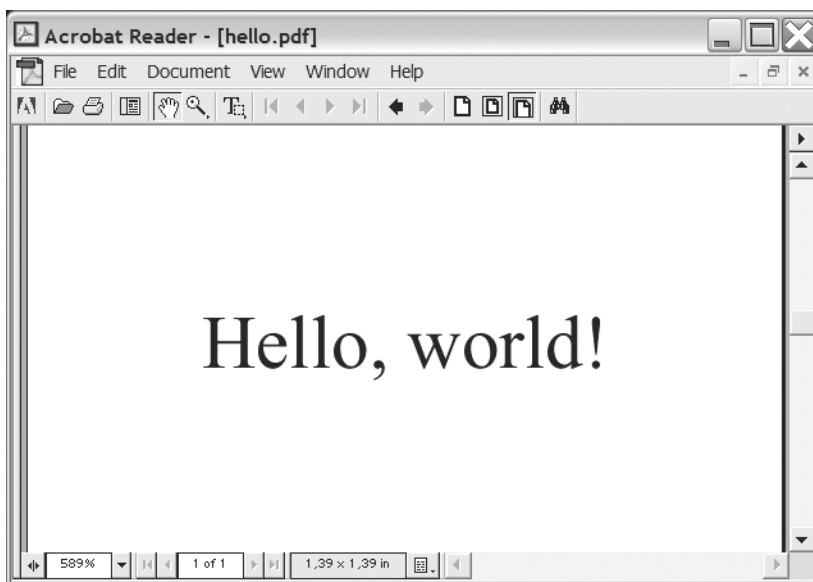 Acrobat Reader - [hello.pdf]
File Edit Document View Window Help
Hello, world!
589% 1 of 1 1,39 × 1,39 in